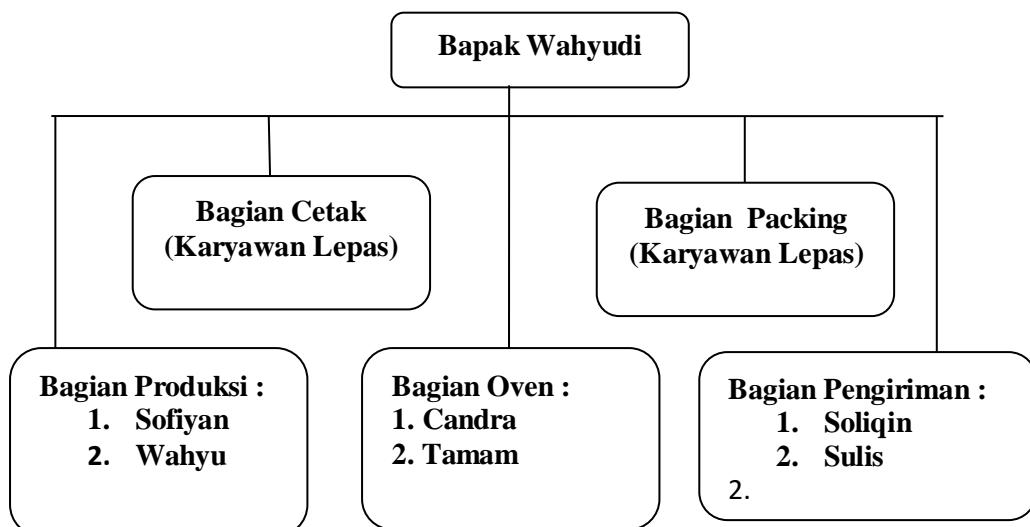 Bapak Wahyudi
Bagian Cetak
(Karyawan Lepas)
Bagian Packing
(Karyawan Lepas)
Bagian Produksi :
1. Sofiyan
2. Wahyu
Bagian Oven :
1. Candra
2. Tamam
Bagian Pengiriman :
1. Soliqin
2. Sulis
2.